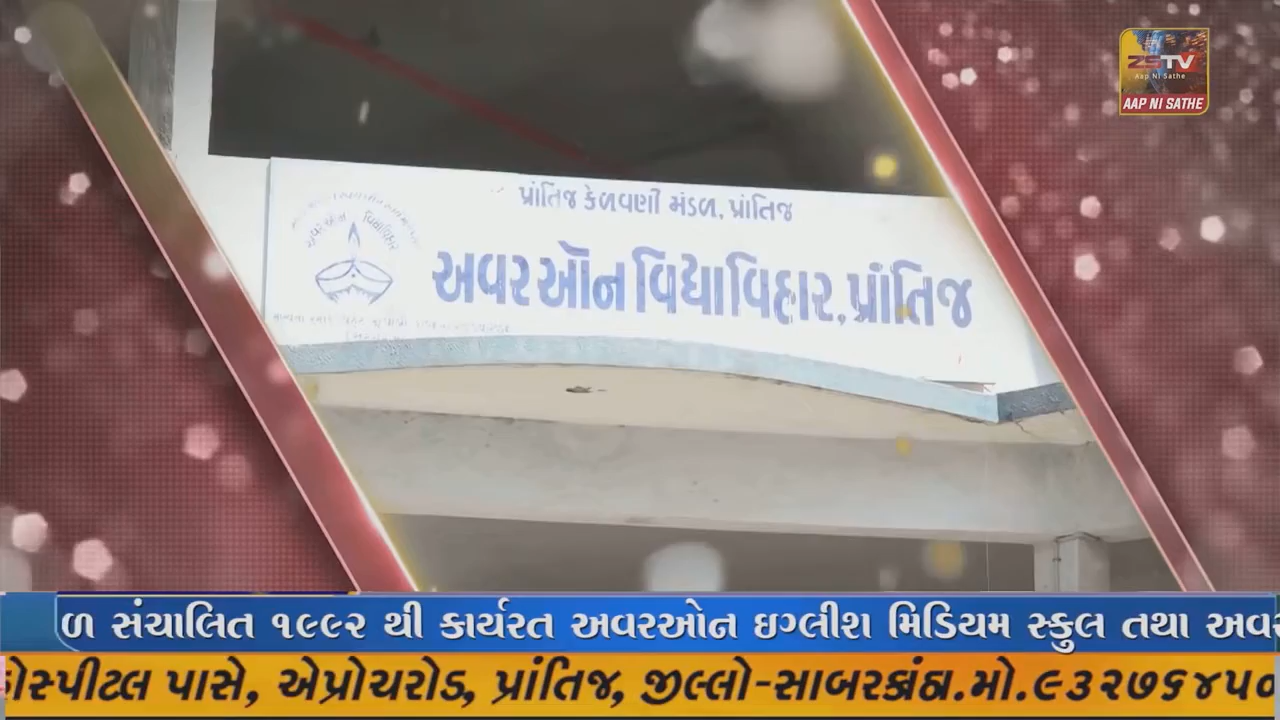 ZSTV
Aap Ni Sathe
AAP NI SATHE
પ્રાંતિજ કેળવણી મંડળ, પ્રાંતિજ
અવર ઑન વિદ્યાવિહાર, પ્રાંતિજ
ળ સંચાલિત ૧૯૯૨ થી કાર્યરત અવરઓન ઇગ્લીશ મિડિયમ સ્કુલ તથા અવર
હોસ્પીટલ પાસે, એપ્રોચરોડ, પ્રાંતિજ, જીલ્લો-સાબરકાંઠા.મો.૯૩૨૭૬૪૫૦